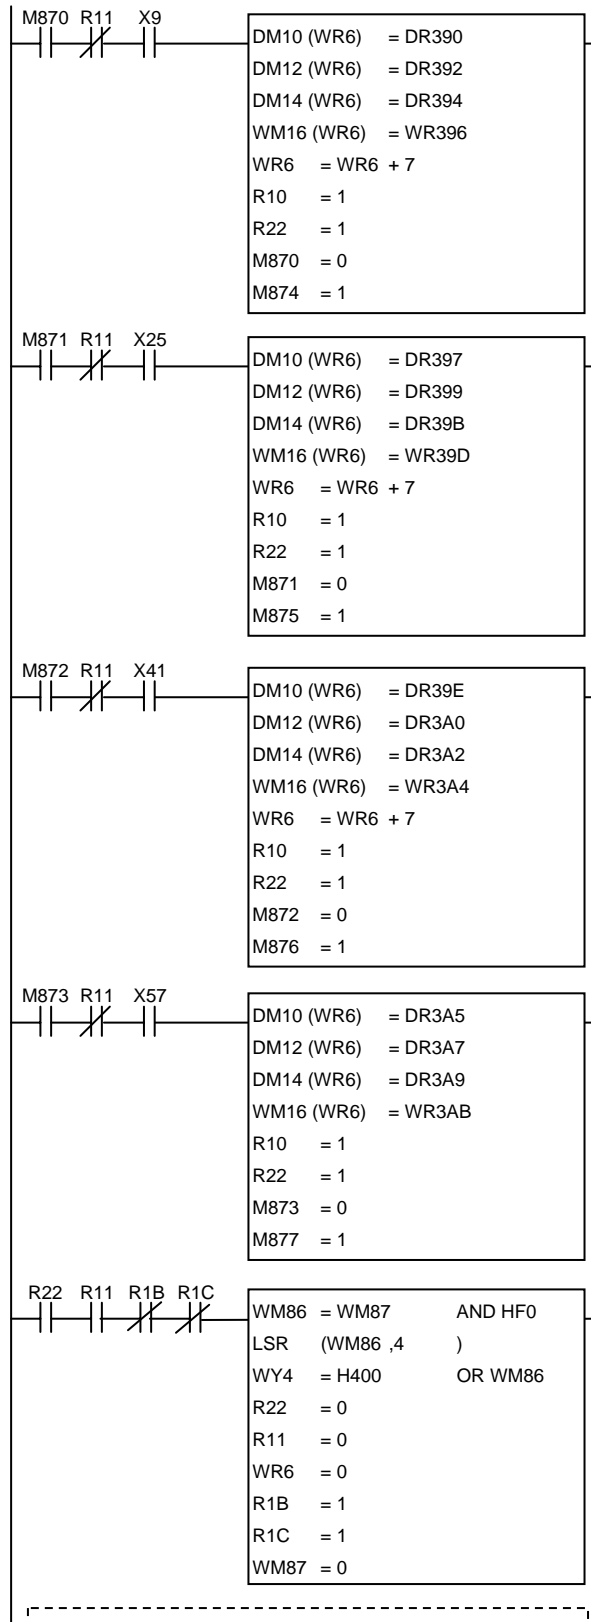 M870 R11 X9
DM10 (WR6) = DR390
DM12 (WR6) = DR392
DM14 (WR6) = DR394
WM16 (WR6) = WR396
WR6 = WR6 + 7
R10 = 1
R22 = 1
M870 = 0
M874 = 1
M871 R11 X25
DM10 (WR6) = DR397
DM12 (WR6) = DR399
DM14 (WR6) = DR39B
WM16 (WR6) = WR39D
WR6 = WR6 + 7
R10 = 1
R22 = 1
M871 = 0
M875 = 1
M872 R11 X41
DM10 (WR6) = DR39E
DM12 (WR6) = DR3A0
DM14 (WR6) = DR3A2
WM16 (WR6) = WR3A4
WR6 = WR6 + 7
R10 = 1
R22 = 1
M872 = 0
M876 = 1
M873 R11 X57
DM10 (WR6) = DR3A5
DM12 (WR6) = DR3A7
DM14 (WR6) = DR3A9
WM16 (WR6) = WR3AB
R10 = 1
R22 = 1
M873 = 0
M877 = 1
R22 R11 R1B R1C
WM86 = WM87 AND HF0
LSR (WM86 ,4 )
WY4 = H400 OR WM86
R22 = 0
R11 = 0
WR6 = 0
R1B = 1
R1C = 1
WM87 = 0